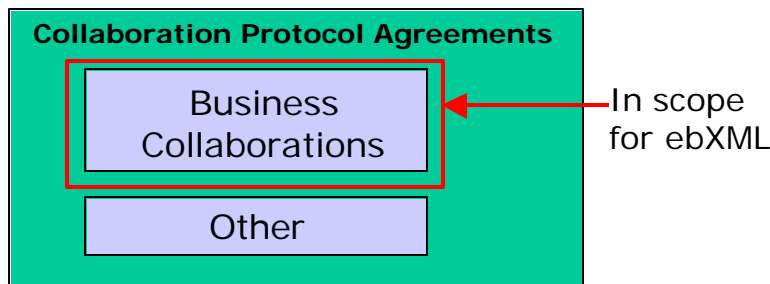 Collaboration Protocol Agreements
Business
Collaborations
In scope
for ebXML
Other